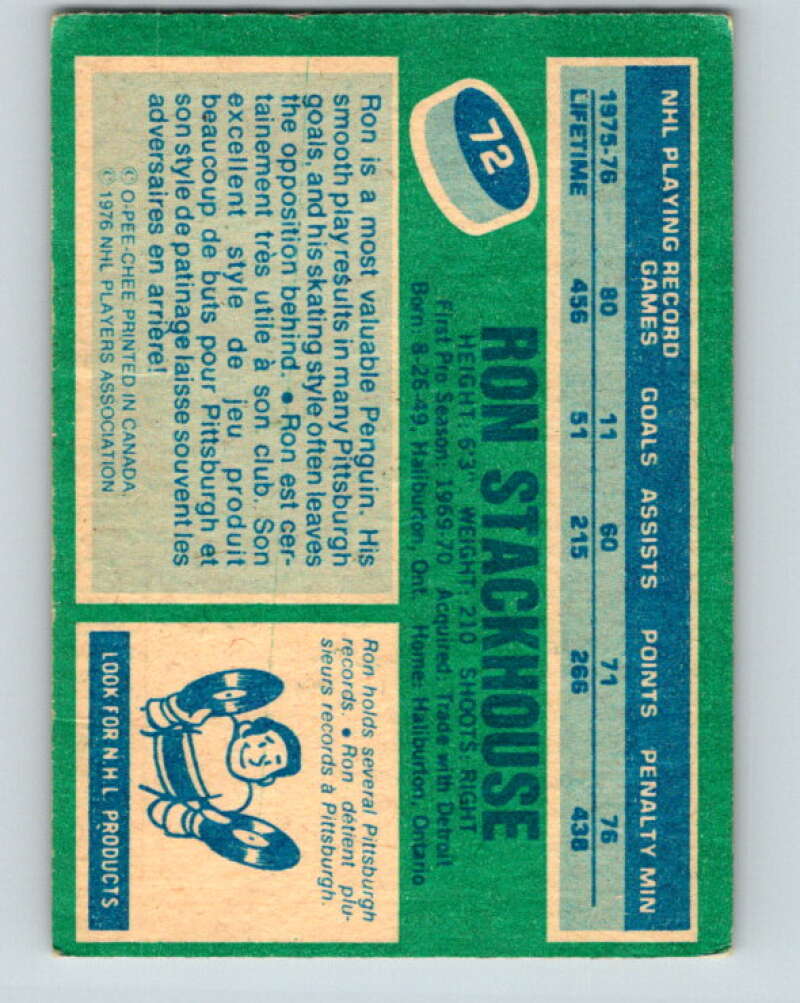 NHL PLAYING RECORD
GAMES GOALS ASSISTS POINTS PENALTY MIN
1975-76 80 11 60 71 76
LIFETIME 456 51 215 266 438
72
RON STACKHOUSE
HEIGHT: 6'3" WEIGHT: 210 SHOOTS: RIGHT
First Pro Season: 1969-70 Acquired: Trade with Detroit
Born: 8-26-49, Haliburton, Ont. Home: Haliburton, Ontario
Ron is a most valuable Penguin. His
smooth play results in many Pittsburgh
goals, and his skating style often leaves
the opposition behind. • Ron est cer-
tainement très utile à son club. Son
excellent style de jeu produit
beaucoup de buts pour Pittsburgh et
son style de patinage laisse souvent les
adversaires en arrière!
© O-PEE-CHEE PRINTED IN CANADA.
© 1976 NHL PLAYERS ASSOCIATION
Ron holds several Pittsburgh
records. • Ron détient plu-
sieurs records à Pittsburgh.
LOOK FOR N.H.L. PRODUCTS